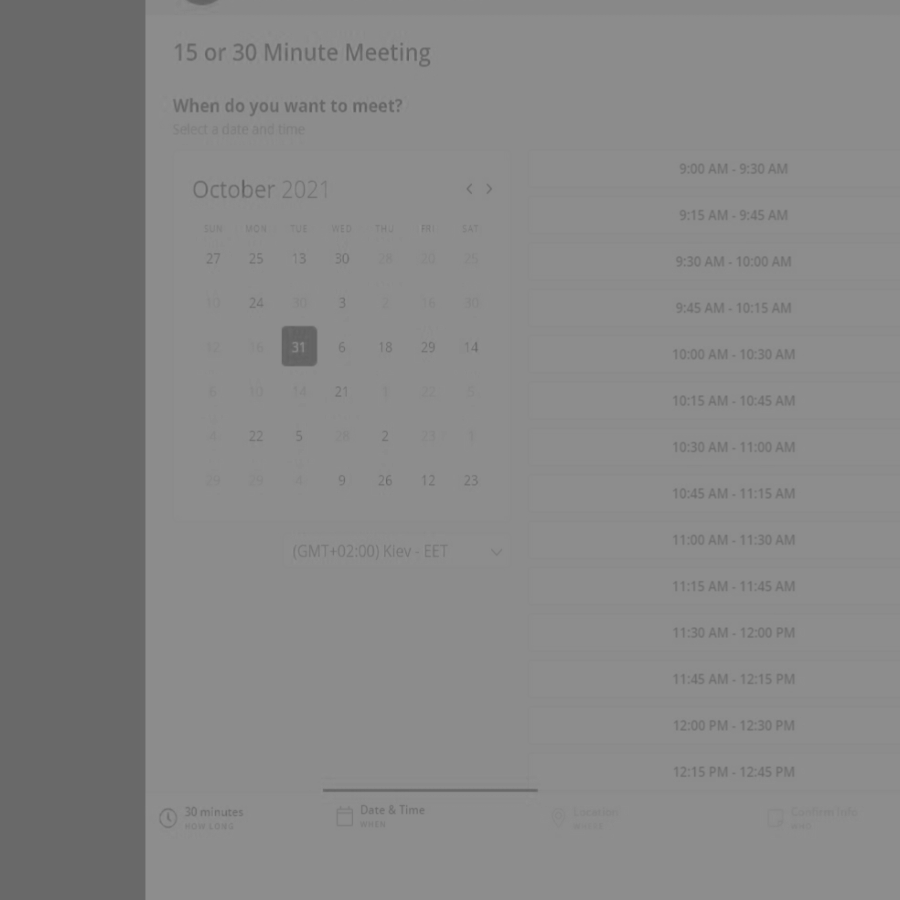 15 or 30 Minute Meeting
When do you want to meet?
Select a date and time
October 2021
SUN MON TUE WED THU FRI SAT
27 25 13 30 28 20 25
10 24 30 3 2 16 30
12 16 31 6 18 29 14
6 10 14 21 1 22 5
4 22 5 28 2 23 1
29 29 4 9 26 12 23
(GMT+02:00) Kiev - EET
9:00 AM - 9:30 AM
9:15 AM - 9:45 AM
9:30 AM - 10:00 AM
9:45 AM - 10:15 AM
10:00 AM - 10:30 AM
10:15 AM - 10:45 AM
10:30 AM - 11:00 AM
10:45 AM - 11:15 AM
11:00 AM - 11:30 AM
11:15 AM - 11:45 AM
11:30 AM - 12:00 PM
11:45 AM - 12:15 PM
12:00 PM - 12:30 PM
12:15 PM - 12:45 PM
30 minutes
HOW LONG
Date & Time
WHEN
Location
WHERE
Confirm Info